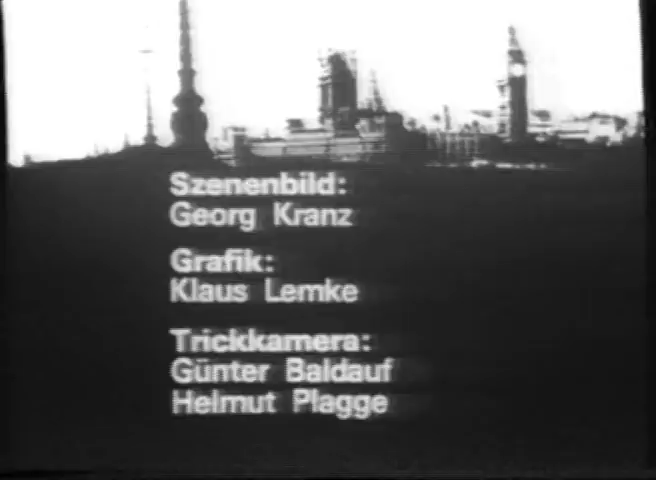 Szenenbild:
Georg Kranz
Grafik:
Klaus Lemke
Trickkamera:
Günter Baldauf
Helmut Plagge